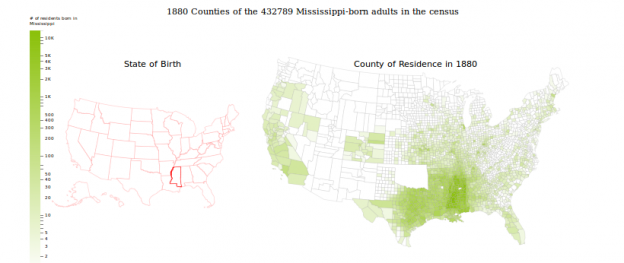 1880 Counties of the 432789 Mississippi-born adults in the census
# of residents born in
Mississippi
State of Birth
County of Residence in 1880
10K
5K
4K
3K
2K
1K
500
400
300
200
100
50
40
30
20
10
5
4
3
2